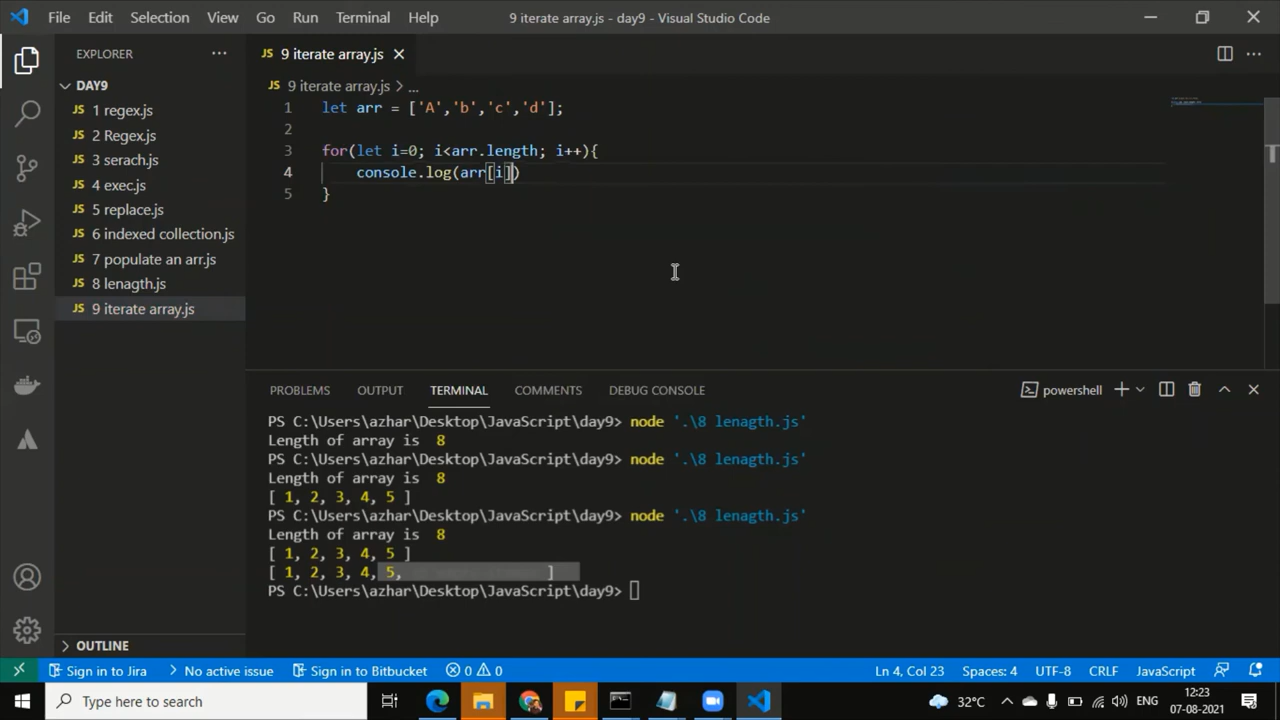 File Edit Selection View Go Run Terminal Help 9 iterate array.js - day9 - Visual Studio Code
EXPLORER ...
JS 9 iterate array.js
DAY9
JS 9 iterate array.js > ...
JS 1 regex.js
JS 2 Regex.js
JS 3 serach.js
JS 4 exec.js
JS 5 replace.js
JS 6 indexed collection.js
JS 7 populate an arr.js
JS 8 lenagth.js
JS 9 iterate array.js
1 let arr = ['A','b','c','d'];
2
3 for(let i=0; i<arr.length; i++){
4 console.log(arr[i])
5 }
PROBLEMS OUTPUT TERMINAL COMMENTS DEBUG CONSOLE powershell
PS C:\Users\azhar\Desktop\JavaScript\day9> node '.\8 lenagth.js'
Length of array is 8
PS C:\Users\azhar\Desktop\JavaScript\day9> node '.\8 lenagth.js'
Length of array is 8
[ 1, 2, 3, 4, 5 ]
PS C:\Users\azhar\Desktop\JavaScript\day9> node '.\8 lenagth.js'
Length of array is 8
[ 1, 2, 3, 4, 5 ]
[ 1, 2, 3, 4, 5, ]
PS C:\Users\azhar\Desktop\JavaScript\day9>
OUTLINE
Sign in to Jira No active issue Sign in to Bitbucket 0 0 Ln 4, Col 23 Spaces: 4 UTF-8 CRLF JavaScript
Type here to search 32°C ENG 12:23
07-08-2021